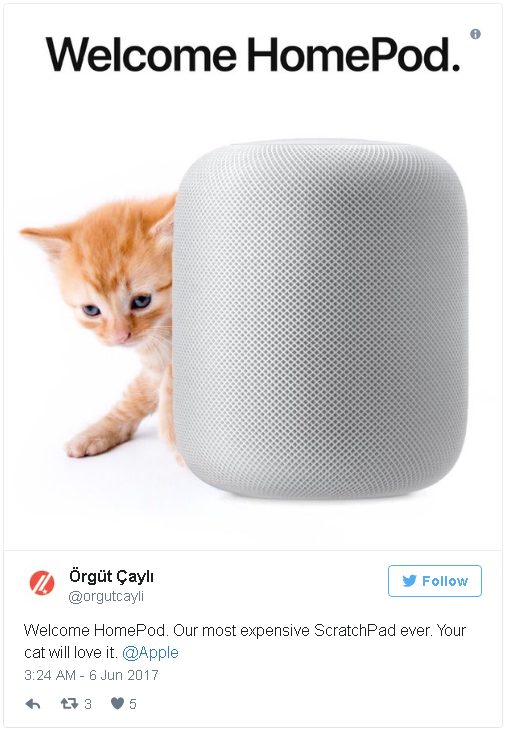 Welcome HomePod.
Örgüt Çaylı
@orgutcayli
Follow
Welcome HomePod. Our most expensive ScratchPad ever. Your
cat will love it. @Apple
3:24 AM - 6 Jun 2017
3
5